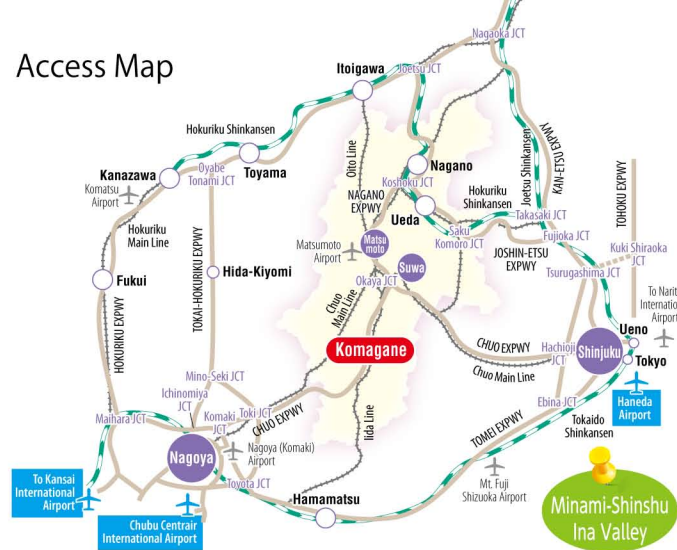 Access Map
Nagaoka JCT
Itoigawa
Joetsu JCT
Hokuriku Shinkansen
Toyama
Kanazawa
Oyabe
Tonami JCT
Komatsu
Airport
Oito Line
Nagano
Koshoku JCT
NAGANO
EXPWY
Ueda
Hokuriku
Shinkansen
Joetsu Shinkansen
KAN-ETSU EXPWY
TOHOKU EXPWY
Takasaki JCT
Saku
Komoro JCT
Fujioka JCT
JOSHIN-ETSU
EXPWY
Kuki Shiraoka
JCT
Tsurugashima JCT
Hokuriku
Main Line
Matsumoto
Airport
Matsu
moto
Suwa
Okaya JCT
Fukui
Hida-Kiyomi
HOKURIKU EXPWY
TOKAI-HOKURIKU EXPWY
Chuo
Main Line
To Narit
Internatio
Airport
Ueno
Tokyo
Shinjuku
Hachioji
JCT
CHUO EXPWY
Chuo Main Line
Komagane
Mino-Seki JCT
Ichinomiya
JCT
Komaki
JCT
Toki JCT
CHUO EXPWY
Iida Line
Maihara JCT
Ebina JCT
Haneda
Airport
TOMEI EXPWY
Tokaido
Shinkansen
Nagoya
Nagoya (Komaki)
Airport
Toyota JCT
Mt. Fuji
Shizuoka Airport
Hamamatsu
To Kansai
International
Airport
Chubu Centrair
International Airport
Minami-Shinshu
Ina Valley